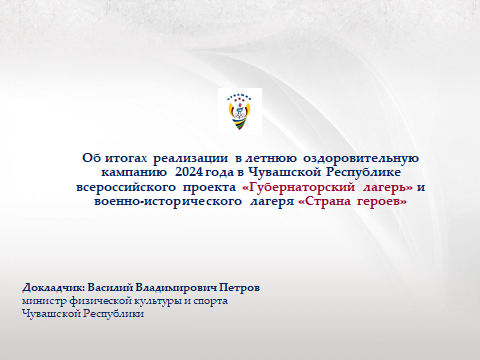 Об итогах реализации в летнюю оздоровительную
кампанию 2024 года в Чувашской Республике
всероссийского проекта «Губернаторский лагерь» и
военно-исторического лагеря «Страна героев»
Докладчик: Василий Владимирович Петров
министр физической культуры и спорта
Чувашской Республики